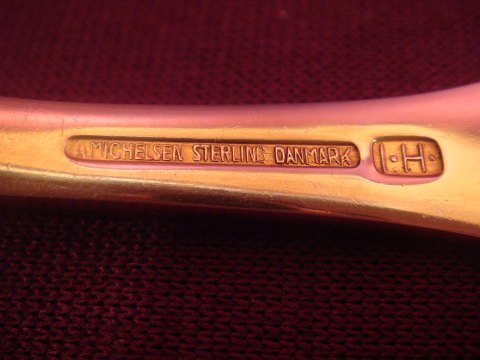 A. MICHELSEN STERLING DANMARK I·H·